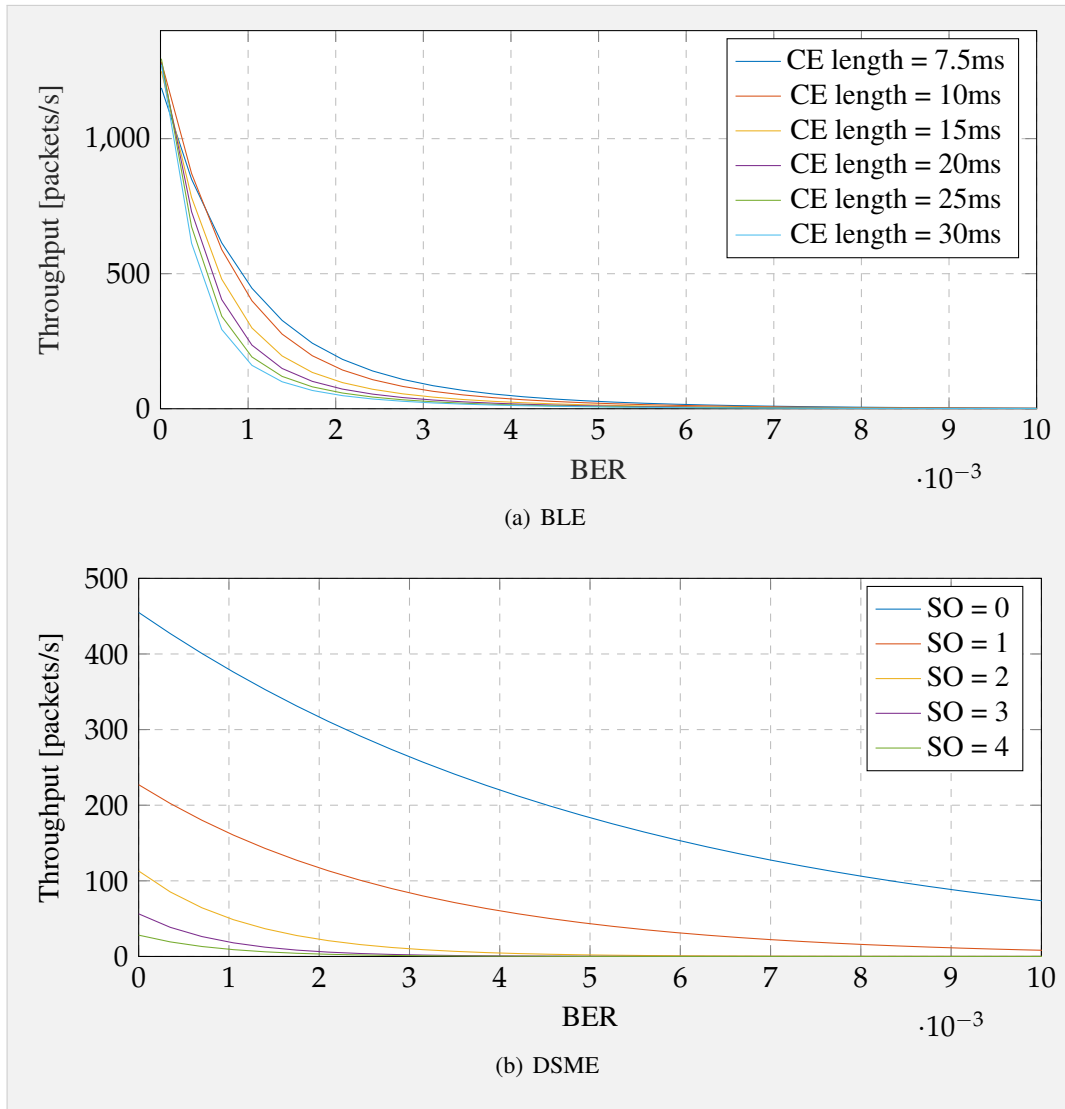 1,000
500
0
Throughput [packets/s]
CE length = 7.5ms
CE length = 10ms
CE length = 15ms
CE length = 20ms
CE length = 25ms
CE length = 30ms
0 1 2 3 4 5 6 7 8 9 10
BER
·10⁻³
(a) BLE
500
400
300
200
100
0
Throughput [packets/s]
SO = 0
SO = 1
SO = 2
SO = 3
SO = 4
0 1 2 3 4 5 6 7 8 9 10
BER
·10⁻³
(b) DSME